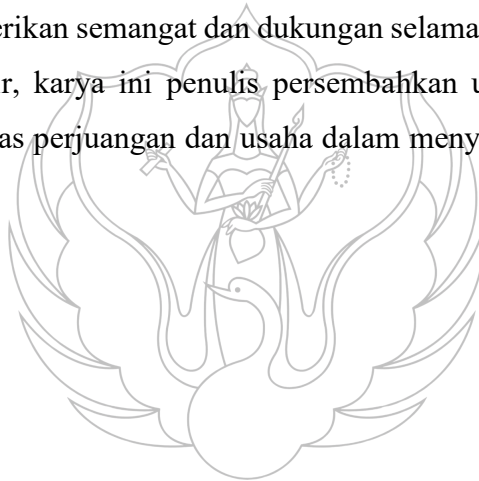 erikan semangat dan dukungan selama
r, karya ini penulis persembahkan u
as perjuangan dan usaha dalam meny